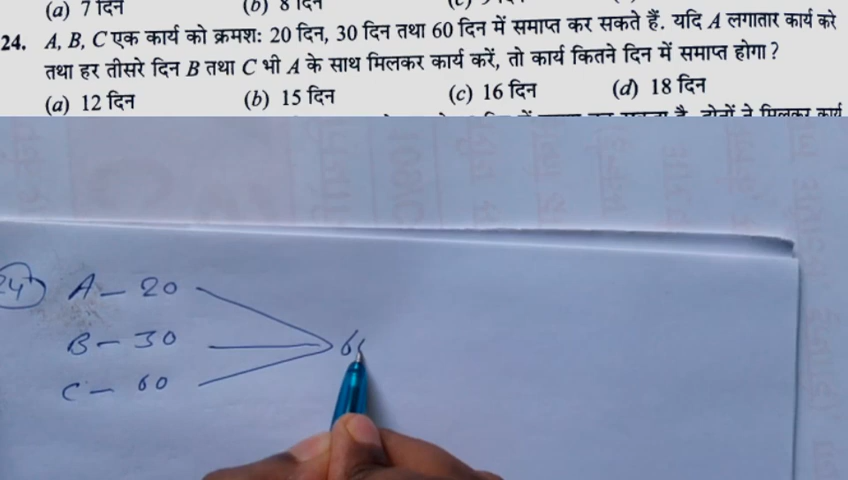 (a) 7 दिन (b) 8 दिन
24. A, B, C एक कार्य को क्रमश: 20 दिन, 30 दिन तथा 60 दिन में समाप्त कर सकते हैं. यदि A लगातार कार्य करे
तथा हर तीसरे दिन B तथा C भी A के साथ मिलकर कार्य करें, तो कार्य कितने दिन में समाप्त होगा ?
(a) 12 दिन (b) 15 दिन (c) 16 दिन (d) 18 दिन
दोनों ने मिलकर कार्य
24 A - 20
B - 30
C - 60